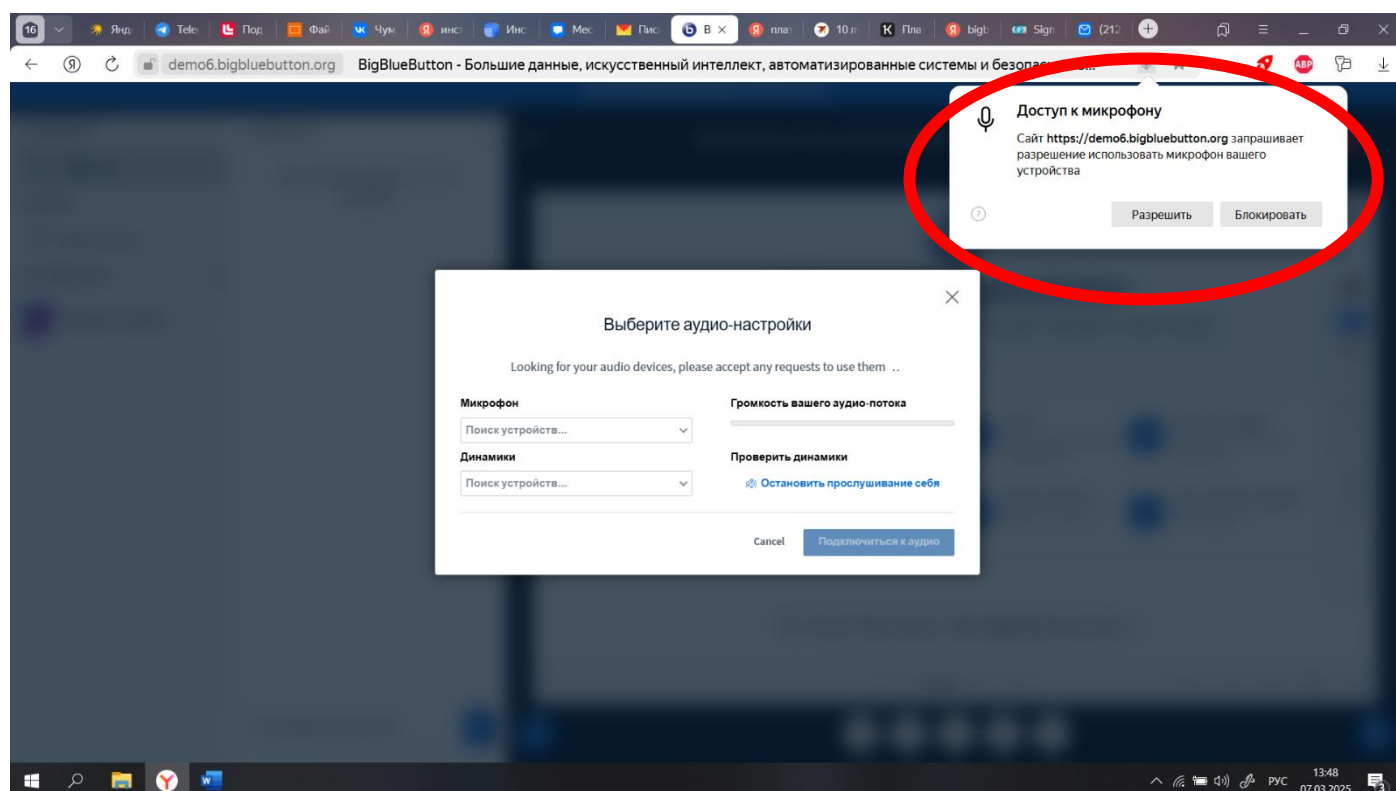 16 Янд Tele Под Фай Чум инст Инс Мес Пис В плат 10 л Пла bigb Sign (212
demo6.bigbluebutton.org BigBlueButton - Большие данные, искусственный интеллект, автоматизированные системы и ABP
Доступ к микрофону
Сайт https://demo6.bigbluebutton.org запрашивает
разрешение использовать микрофон вашего
устройства
Разрешить Блокировать
Выберите аудио-настройки
Looking for your audio devices, please accept any requests to use them ..
Микрофон Громкость вашего аудио-потока
Поиск устройств...
Динамики Проверить динамики
Поиск устройств... Остановить прослушивание себя
Cancel Подключиться к аудио
РУС 13:48
07.03.2025